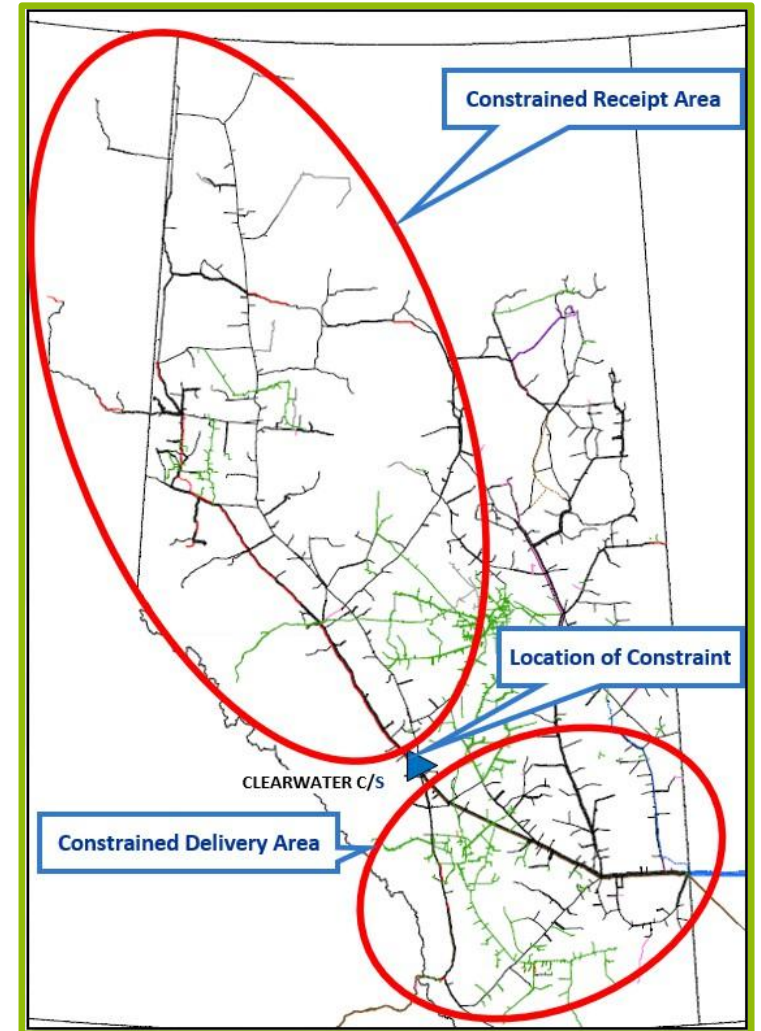 Constrained Receipt Area
Location of Constraint
CLEARWATER C/S
Constrained Delivery Area